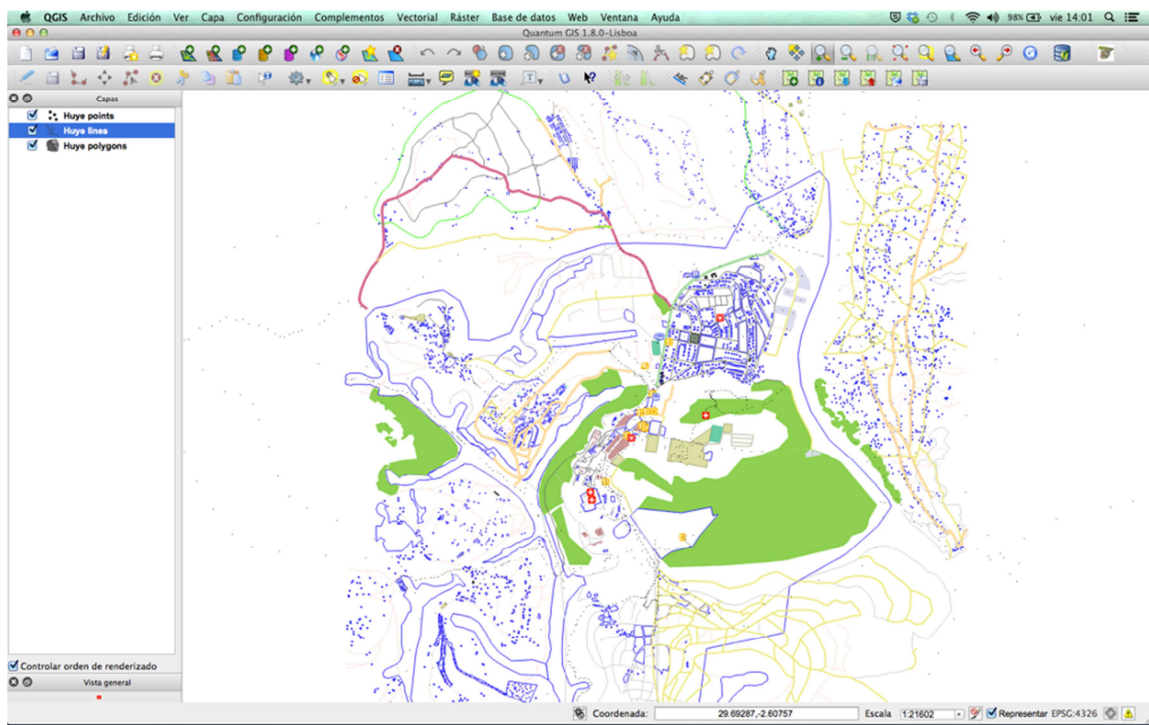 QGIS Archivo Edición Ver Capa Configuración Complementos Vectorial Ráster Base de datos Web Ventana Ayuda 98% vie 14:01
Quantum GIS 1.8.0-Lisboa
Capas
Huye points
Huye lines
Huye polygons
Controlar orden de renderizado
Vista general
Coordenada: 29.69287,-2.60757 Escala 1:21602 Representar EPSG:4326